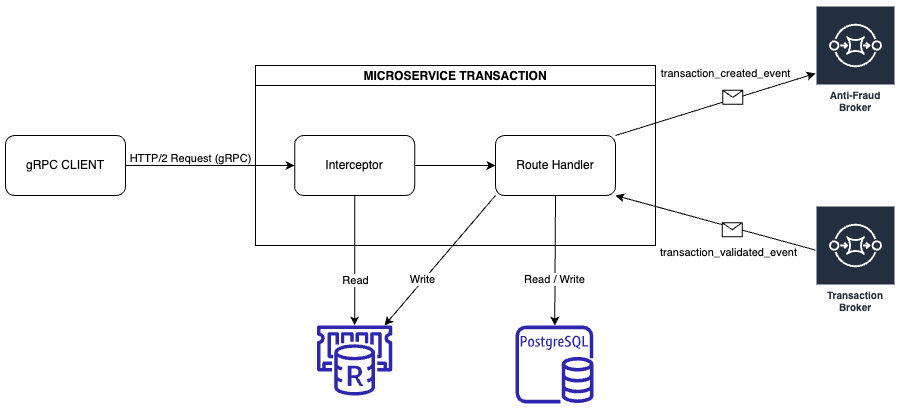 MICROSERVICE TRANSACTION
transaction_created_event
Anti-Fraud
Broker
gRPC CLIENT
HTTP/2 Request (gRPC)
Interceptor
Route Handler
transaction_validated_event
Transaction
Broker
Read
Write
Read / Write
R
PostgreSQL